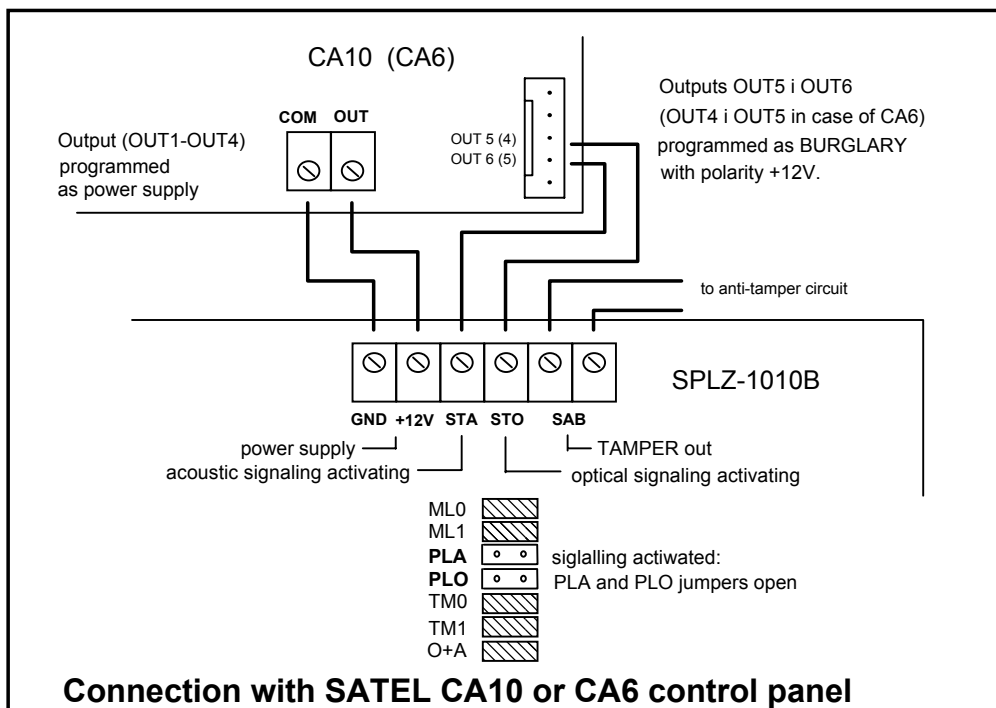 CA10 (CA6)
COM OUT
Output (OUT1-OUT4)
programmed
as power supply
OUT 5 (4)
OUT 6 (5)
Outputs OUT5 i OUT6
(OUT4 i OUT5 in case of CA6)
programmed as BURGLARY
with polarity +12V.
to anti-tamper circuit
SPLZ-1010B
GND +12V STA STO SAB
power supply
TAMPER out
acoustic signaling activating
optical signaling activating
ML0
ML1
PLA
siglalling actiwated:
PLO
PLA and PLO jumpers open
TM0
TM1
O+A
Connection with SATEL CA10 or CA6 control panel